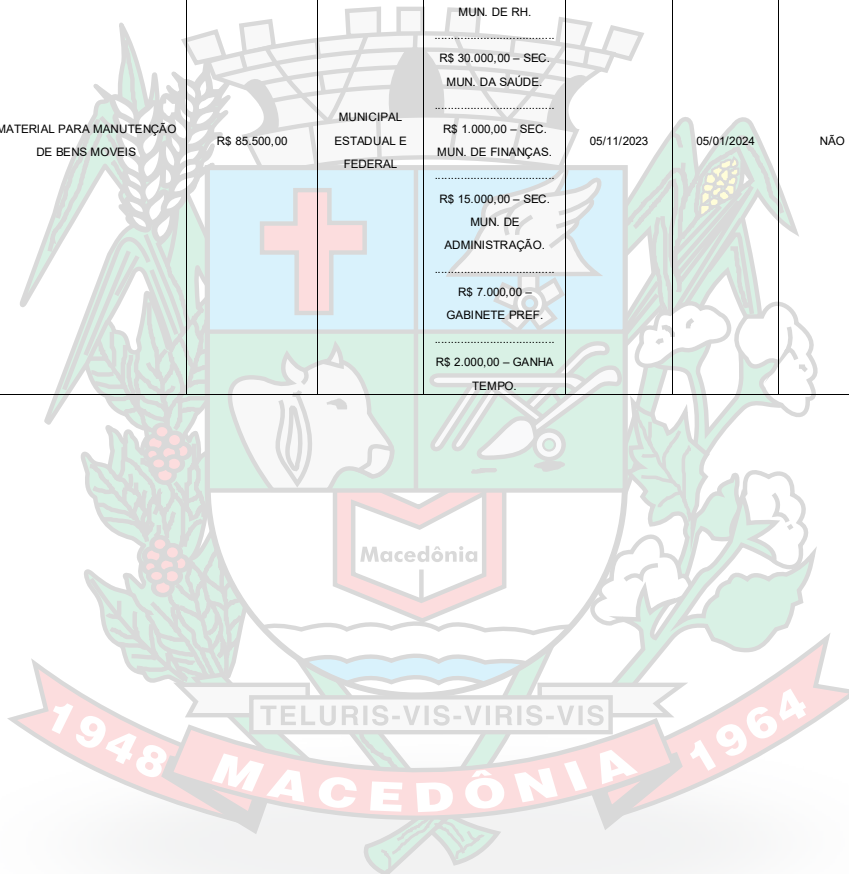 MATERIAL PARA MANUTENÇÃO
DE BENS MOVEIS
R$ 85.500,00
MUNICIPAL
ESTADUAL E
FEDERAL
MUN. DE RH.
........................................
R$ 30.000,00 – SEC.
MUN. DA SAÚDE.
........................................
R$ 1.000,00 – SEC.
MUN. DE FINANÇAS.
........................................
R$ 15.000,00 – SEC.
MUN. DE
ADMINISTRAÇÃO.
........................................
R$ 7.000,00 –
GABINETE PREF.
........................................
R$ 2.000,00 – GANHA
TEMPO.
05/11/2023
05/01/2024
NÃO
Macedônia
TELURIS-VIS-VIRIS-VIS
1948
MACEDÔNIA
1964